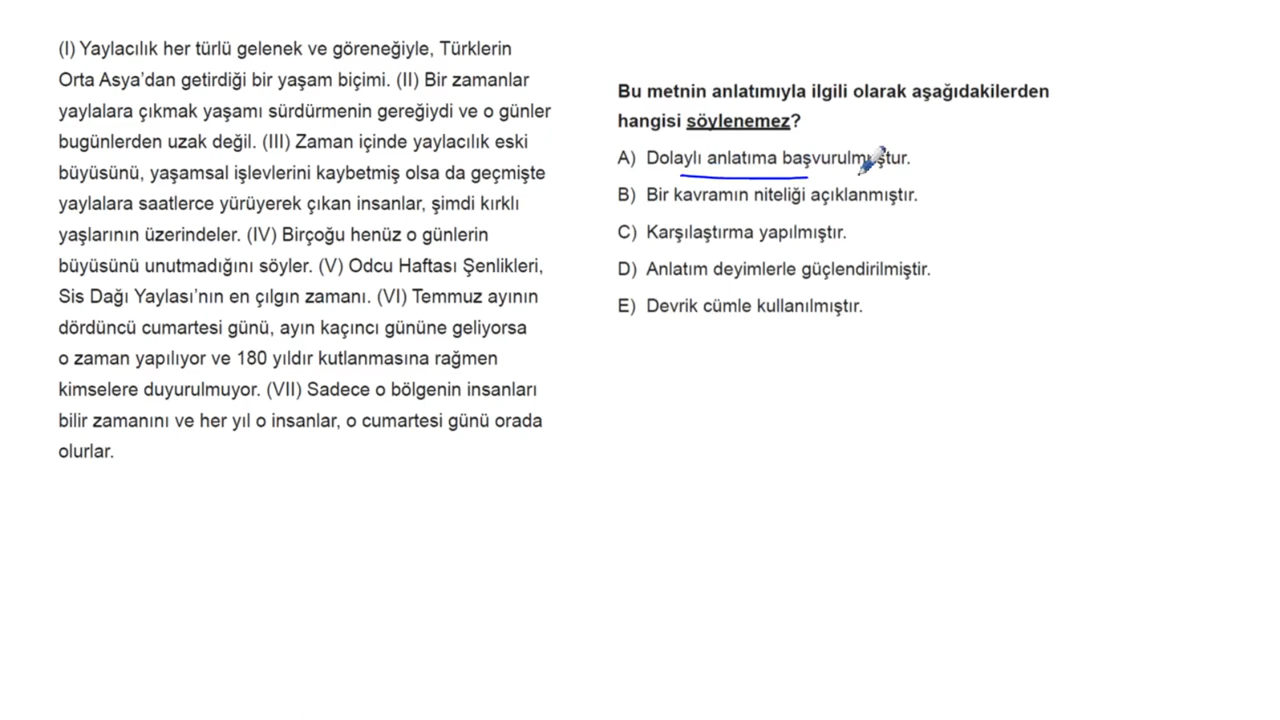 (I) Yaylacılık her türlü gelenek ve göreneğiyle, Türklerin
Orta Asya'dan getirdiği bir yaşam biçimi. (II) Bir zamanlar
yaylalara çıkmak yaşamı sürdürmenin gereğiydi ve o günler
bugünlerden uzak değil. (III) Zaman içinde yaylacılık eski
büyüsünü, yaşamsal işlevlerini kaybetmiş olsa da geçmişte
yaylalara saatlerce yürüyerek çıkan insanlar, şimdi kırklı
yaşlarının üzerindeler. (IV) Birçoğu henüz o günlerin
büyüsünü unutmadığını söyler. (V) Odcu Haftası Şenlikleri,
Sis Dağı Yaylası'nın en çılgın zamanı. (VI) Temmuz ayının
dördüncü cumartesi günü, ayın kaçıncı gününe geliyorsa
o zaman yapılıyor ve 180 yıldır kutlanmasına rağmen
kimselere duyurulmuyor. (VII) Sadece o bölgenin insanları
bilir zamanını ve her yıl o insanlar, o cumartesi günü orada
olurlar.
Bu metnin anlatımıyla ilgili olarak aşağıdakilerden
hangisi söylenemez?
A) Dolaylı anlatıma başvurulmuştur.
B) Bir kavramın niteliği açıklanmıştır.
C) Karşılaştırma yapılmıştır.
D) Anlatım deyimlerle güçlendirilmiştir.
E) Devrik cümle kullanılmıştır.